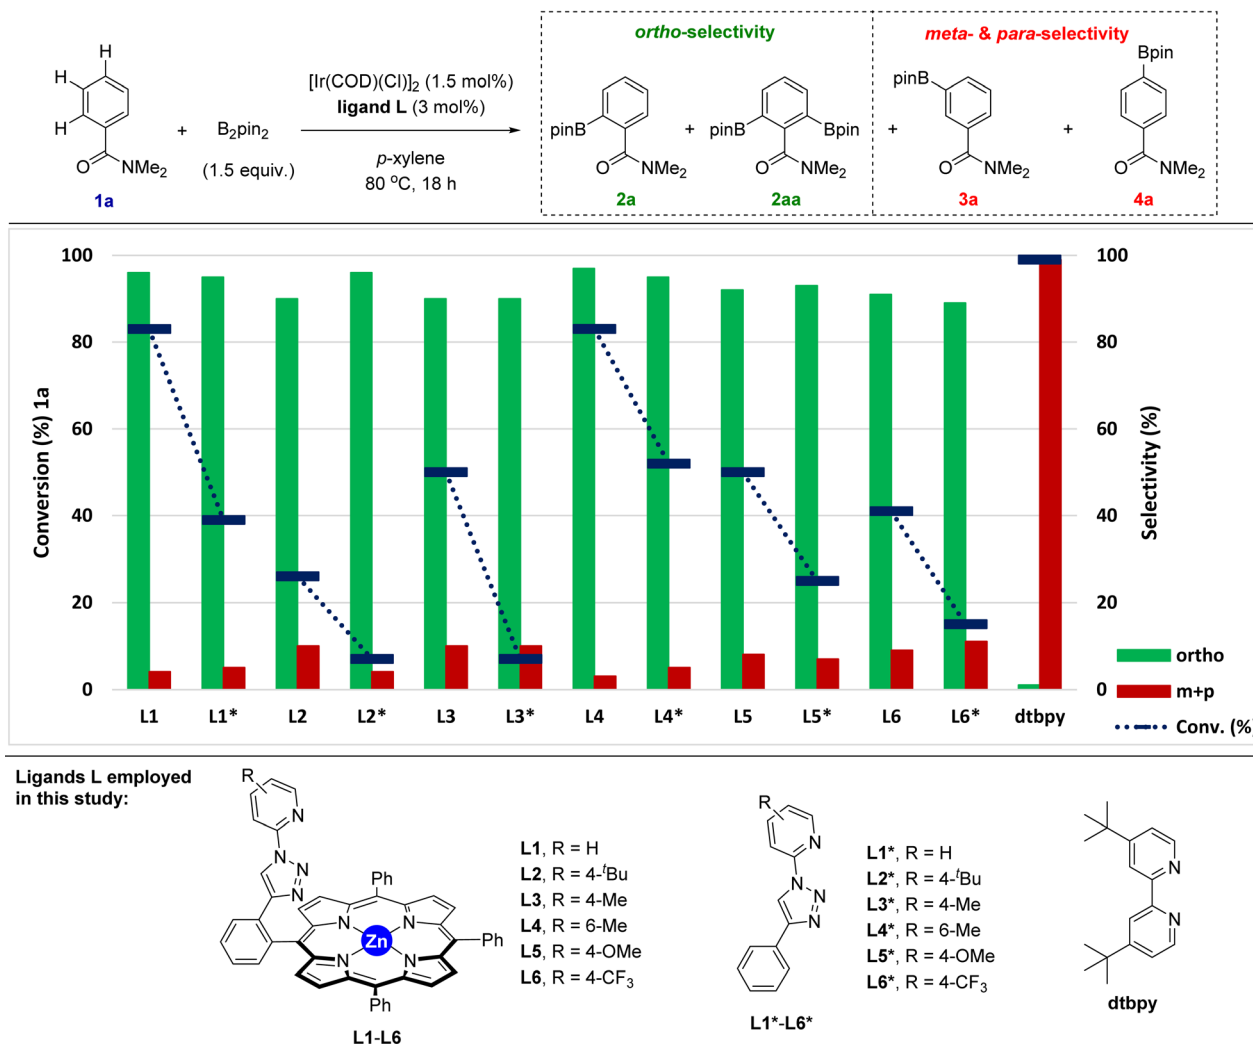 ortho-selectivity
meta- & para-selectivity
H
H
H
O
NMe2
1a
+
B2pin2
(1.5 equiv.)
[Ir(COD)(Cl)]2 (1.5 mol%)
ligand L (3 mol%)
p-xylene
80 oC, 18 h
pinB
O
NMe2
2a
+
pinB
Bpin
O
NMe2
2aa
+
pinB
O
NMe2
3a
+
Bpin
O
NMe2
4a
Conversion (%) 1a
100
80
60
40
20
0
L1
L1*
L2
L2*
L3
L3*
L4
L4*
L5
L5*
L6
L6*
dtbpy
100
80
60
40
20
0
Selectivity (%)
ortho
m+p
Conv. (%)
Ligands L employed
in this study:
R
N
N
N
N
Ph
N
N
Zn
N
N
Ph
Ph
L1-L6
L1, R = H
L2, R = 4-tBu
L3, R = 4-Me
L4, R = 6-Me
L5, R = 4-OMe
L6, R = 4-CF3
R
N
N
N
N
L1*-L6*
L1*, R = H
L2*, R = 4-tBu
L3*, R = 4-Me
L4*, R = 6-Me
L5*, R = 4-OMe
L6*, R = 4-CF3
N
N
dtbpy